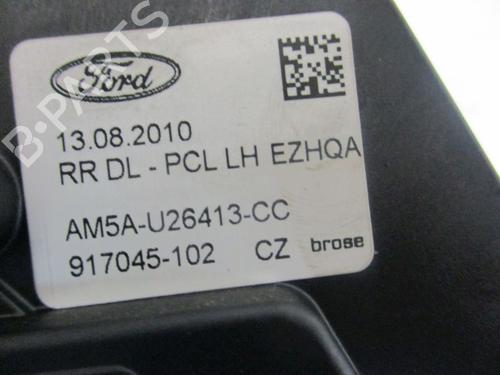 Ford
13.08.2010
RR DL - PCL LH EZHQA
AM5A-U26413-CC
917045-102 CZ brose
B-PARTS